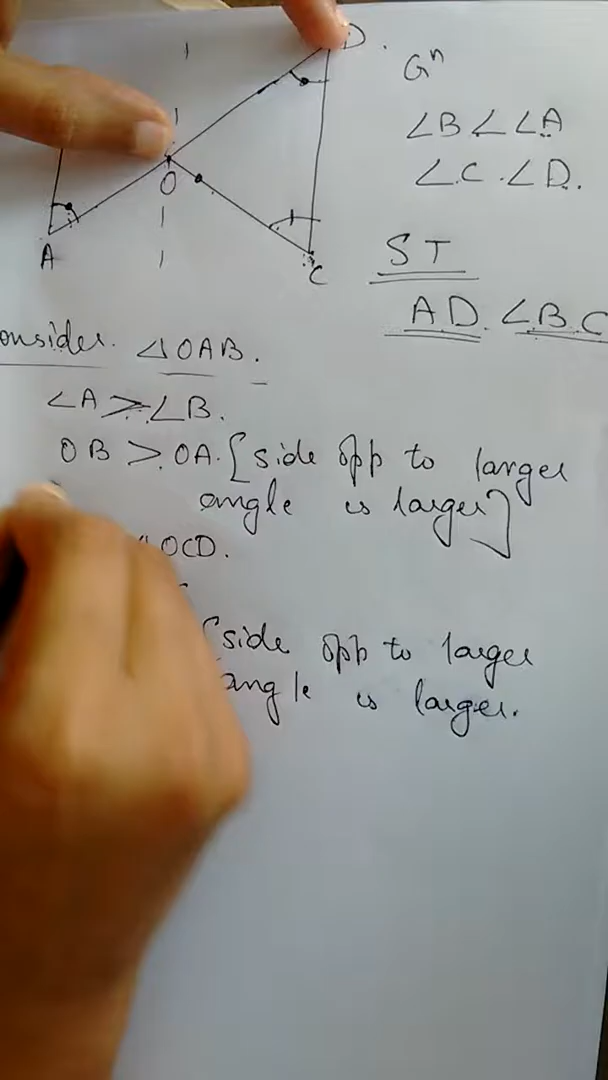 D.
O
A
C
Gⁿ
∠B < ∠A
∠C . ∠D.
ST
AD. < BC
onsider. △OAB.
∠A > ∠B.
OB > OA. [side opp to larger
angle is larger]
OCD.
[side opp to larger
angle is larger.